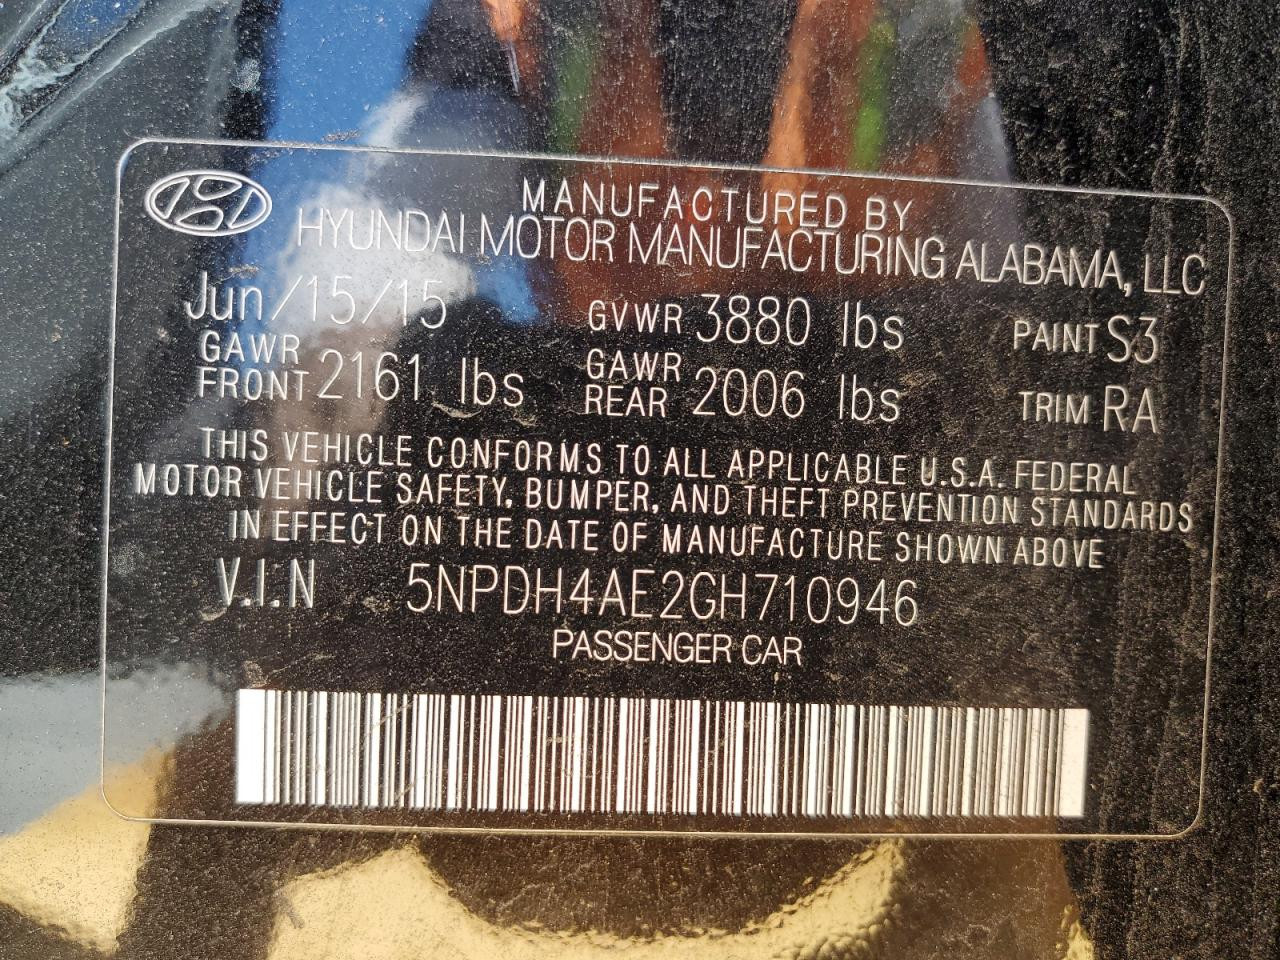 MANUFACTURED BY
HYUNDAI MOTOR MANUFACTURING ALABAMA, LLC
Jun/15/15 GVWR 3880 lbs PAINT S3
GAWR FRONT 2161 lbs GAWR REAR 2006 lbs TRIM RA
THIS VEHICLE CONFORMS TO ALL APPLICABLE U.S.A. FEDERAL
MOTOR VEHICLE SAFETY, BUMPER, AND THEFT PREVENTION STANDARDS
IN EFFECT ON THE DATE OF MANUFACTURE SHOWN ABOVE
V.I.N 5NPDH4AE2GH710946
PASSENGER CAR